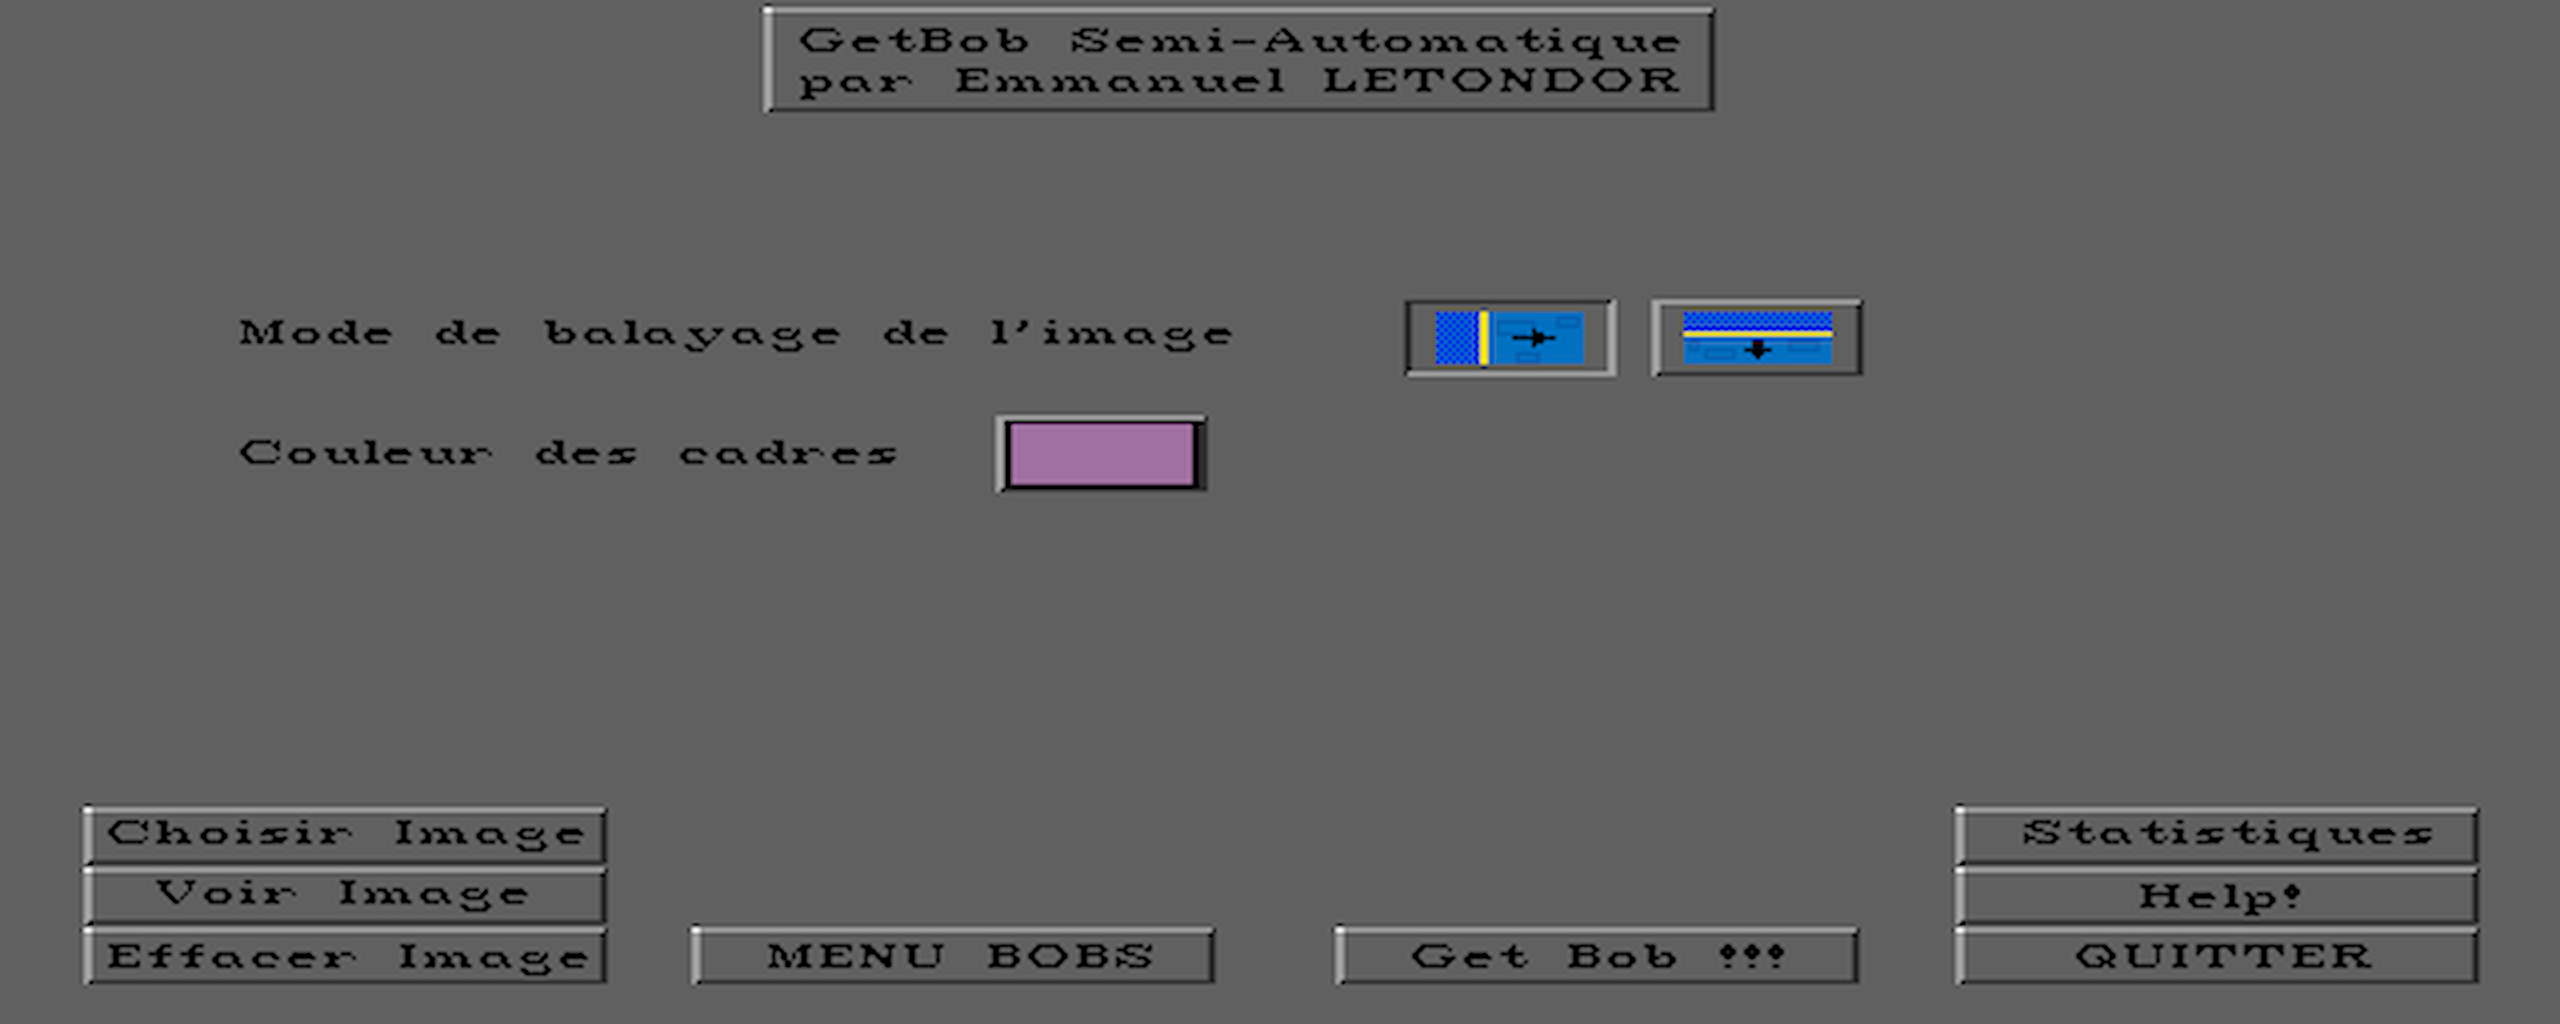 GetBob Semi-Automatique
par Emmanuel LETONDOR
Mode de balayage de l'image
Couleur des cadres
Choisir Image
Voir Image
Effacer Image
MENU BOBS
Get Bob !!!
Statistiques
Help!
QUITTER